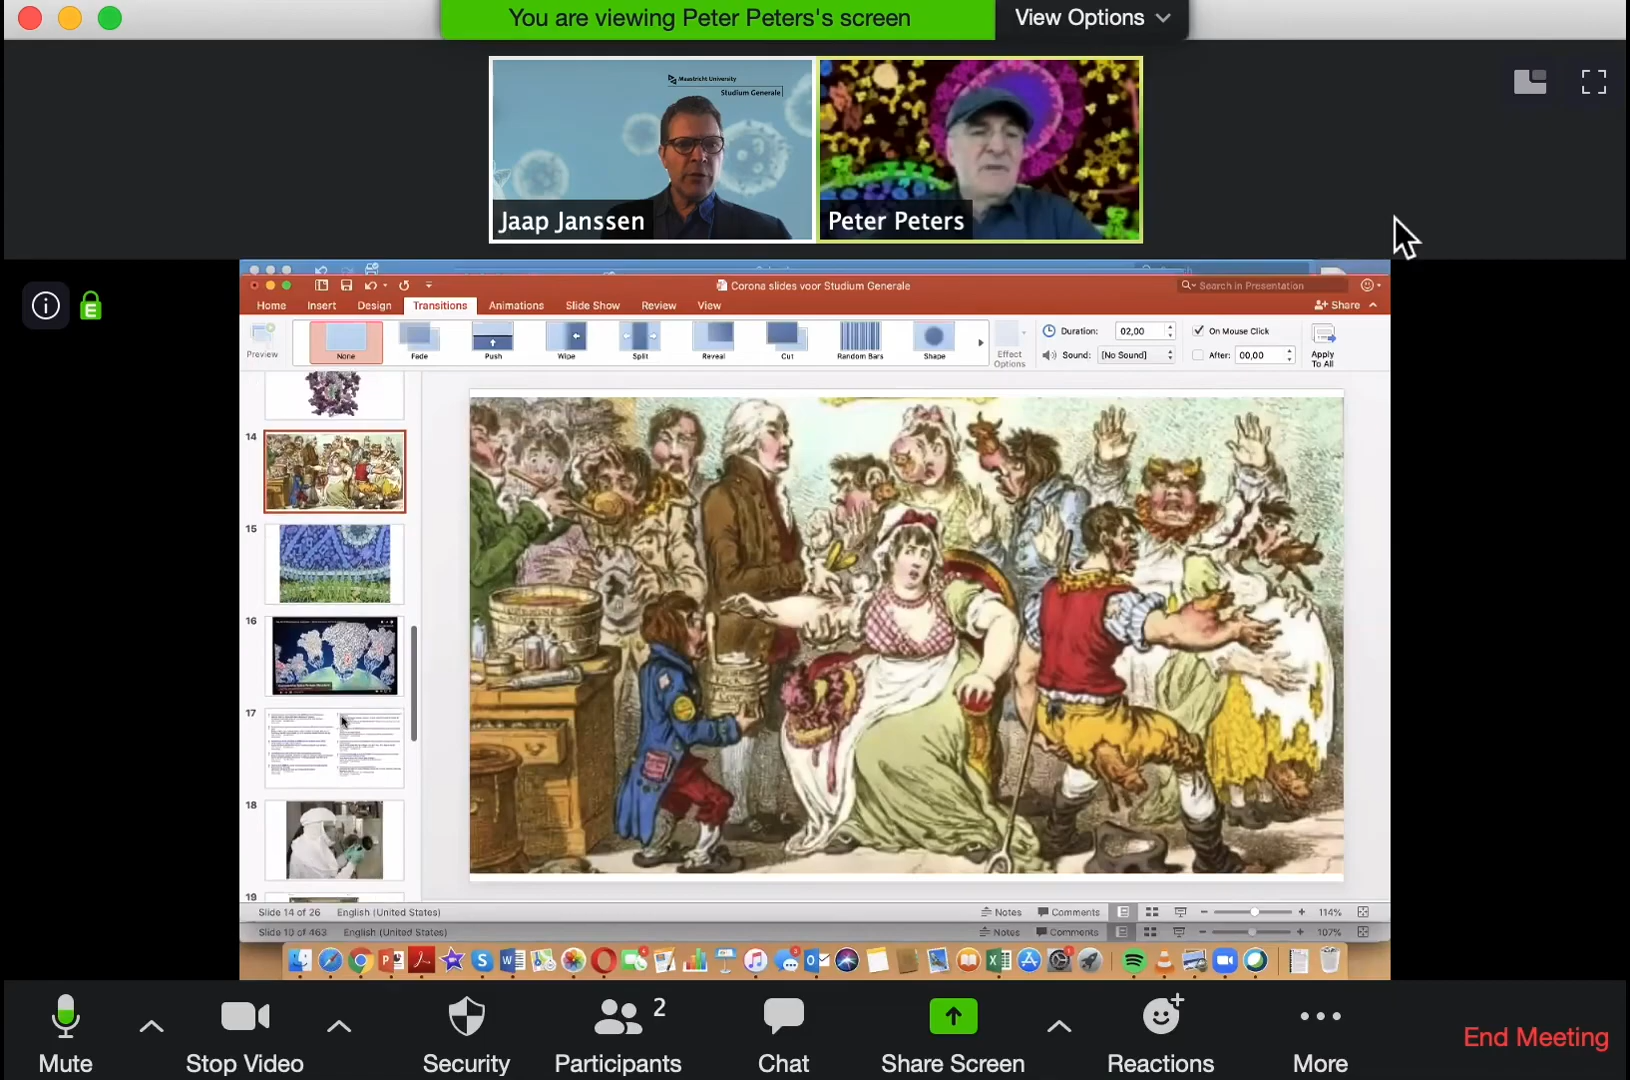 You are viewing Peter Peters's screen
View Options
Maastricht University
Studium Generale
Jaap Janssen
Peter Peters
Corona slides voor Studium Generale
Search in Presentation
Home Insert Design Transitions Animations Slide Show Review View
Share
Preview
None Fade Push Wipe Split Reveal Cut Random Bars Shape
Effect Options
Duration: 02,00
Sound: [No Sound]
On Mouse Click
After: 00,00
Apply To All
14
15
16
17
18
19
Slide 14 of 26 English (United States)
Notes Comments 114%
Slide 10 of 463 English (United States)
Notes Comments 107%
Mute
Stop Video
Security
Participants 2
Chat
Share Screen
Reactions
More
End Meeting